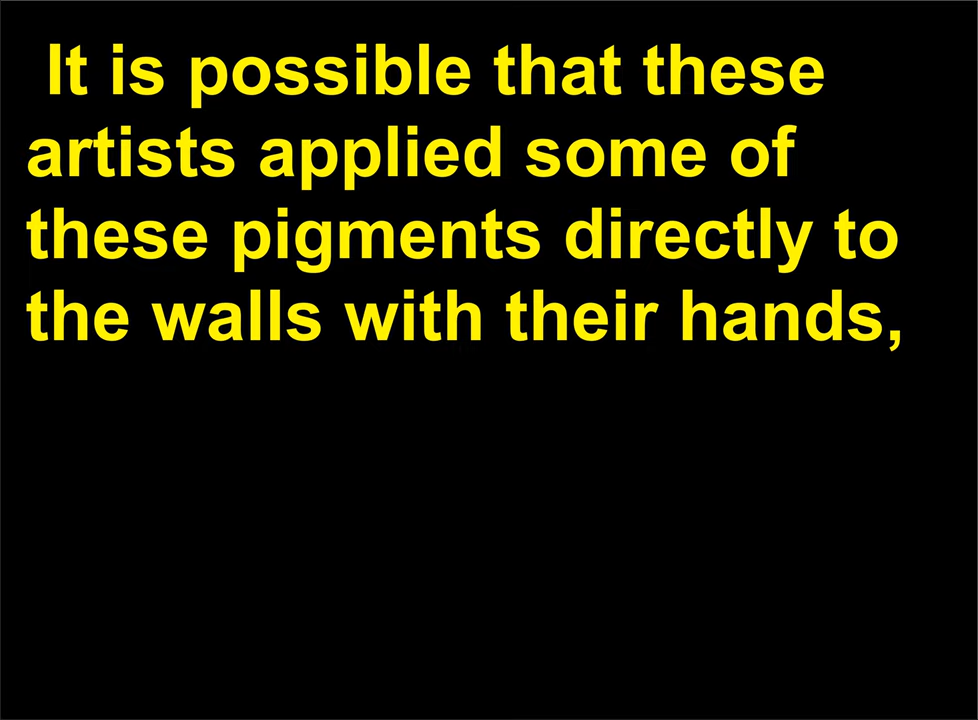 It is possible that these
artists applied some of
these pigments directly to
the walls with their hands,